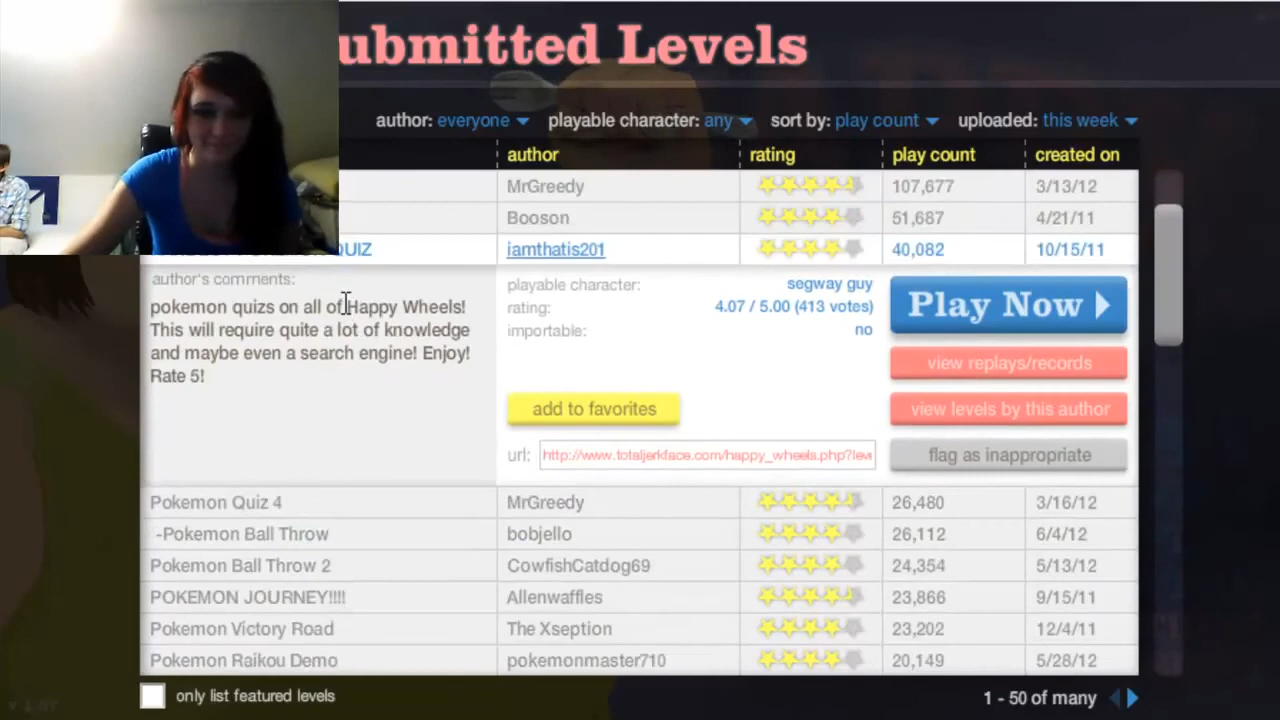 ubmitted Levels
author: everyone playable character: any sort by: play count uploaded: this week
author rating play count created on
MrGreedy 107,677 3/13/12
Booson 51,687 4/21/11
QUIZ iamthatis201 40,082 10/15/11
author's comments:
pokemon quizs on all of Happy Wheels!
This will require quite a lot of knowledge
and maybe even a search engine! Enjoy!
Rate 5!
playable character: segway guy
rating: 4.07 / 5.00 (413 votes)
importable: no
Play Now
view replays/records
add to favorites
view levels by this author
url: http://www.totaljerkface.com/happy_wheels.php?leve
flag as inappropriate
Pokemon Quiz 4 MrGreedy 26,480 3/16/12
-Pokemon Ball Throw bobjello 26,112 6/4/12
Pokemon Ball Throw 2 CowfishCatdog69 24,354 5/13/12
POKEMON JOURNEY!!!! Allenwaffles 23,866 9/15/11
Pokemon Victory Road The Xseption 23,202 12/4/11
Pokemon Raikou Demo pokemonmaster710 20,149 5/28/12
only list featured levels 1 - 50 of many